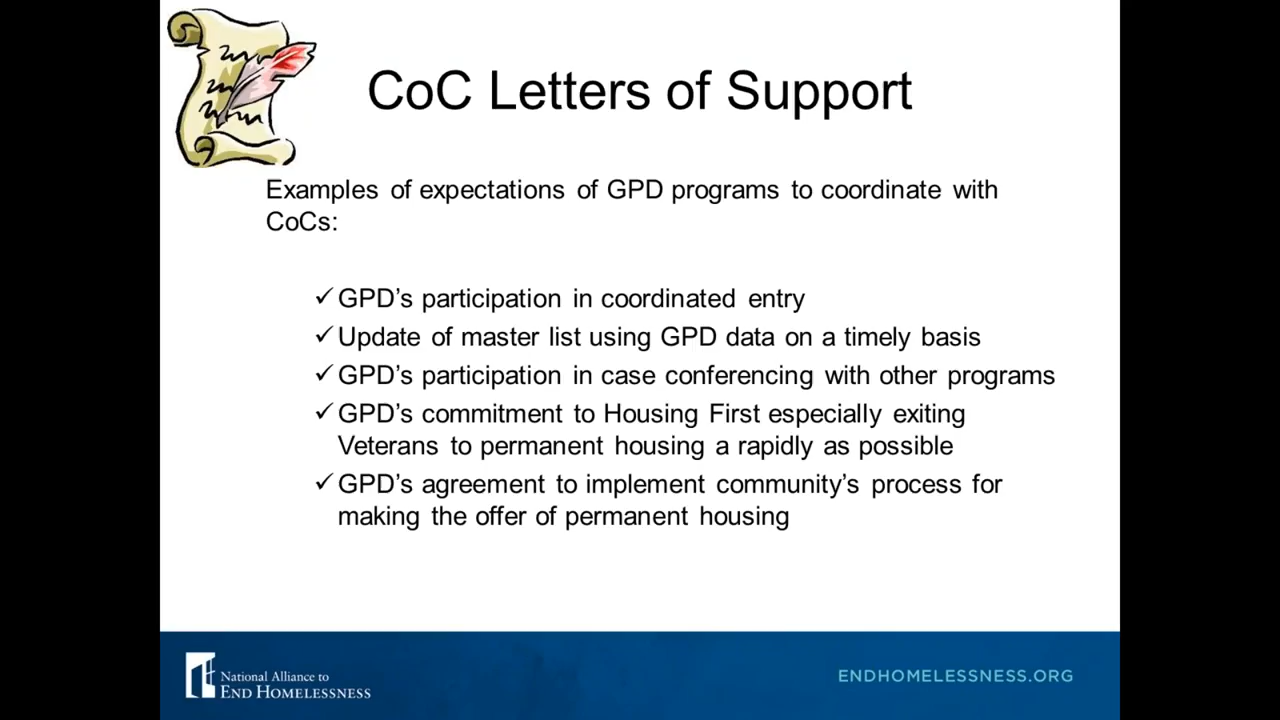 CoC Letters of Support
Examples of expectations of GPD programs to coordinate with
CoCs:
✓ GPD’s participation in coordinated entry
✓ Update of master list using GPD data on a timely basis
✓ GPD’s participation in case conferencing with other programs
✓ GPD’s commitment to Housing First especially exiting
Veterans to permanent housing a rapidly as possible
✓ GPD’s agreement to implement community’s process for
making the offer of permanent housing
National Alliance to
END HOMELESSNESS
ENDHOMELESSNESS.ORG